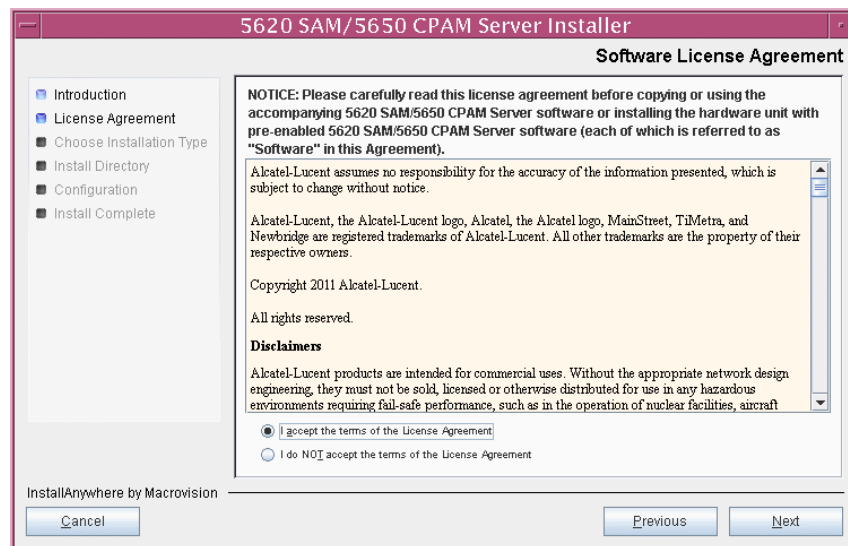 5620 SAM/5650 CPAM Server Installer
Software License Agreement
Introduction
License Agreement
Choose Installation Type
Install Directory
Configuration
Install Complete
NOTICE: Please carefully read this license agreement before copying or using the
accompanying 5620 SAM/5650 CPAM Server software or installing the hardware unit with
pre-enabled 5620 SAM/5650 CPAM Server software (each of which is referred to as
"Software" in this Agreement).
Alcatel-Lucent assumes no responsibility for the accuracy of the information presented, which is
subject to change without notice.
Alcatel-Lucent, the Alcatel-Lucent logo, Alcatel, the Alcatel logo, MainStreet, TiMetra, and
Newbridge are registered trademarks of Alcatel-Lucent. All other trademarks are the property of their
respective owners.
Copyright 2011 Alcatel-Lucent.
All rights reserved.
Disclaimers
Alcatel-Lucent products are intended for commercial uses. Without the appropriate network design
engineering, they must not be sold, licensed or otherwise distributed for use in any hazardous
environments requiring fail-safe performance, such as in the operation of nuclear facilities, aircraft
I accept the terms of the License Agreement
I do NOT accept the terms of the License Agreement
InstallAnywhere by Macrovision
Cancel
Previous
Next